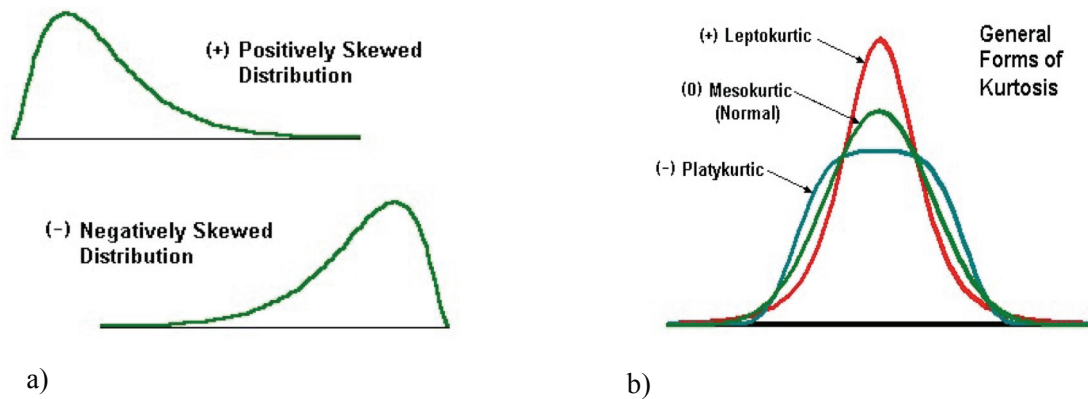 (+) Positively Skewed
Distribution
(-) Negatively Skewed
Distribution
a)
General
Forms of
Kurtosis
(+) Leptokurtic
(0) Mesokurtic
(Normal)
(-) Platykurtic
b)